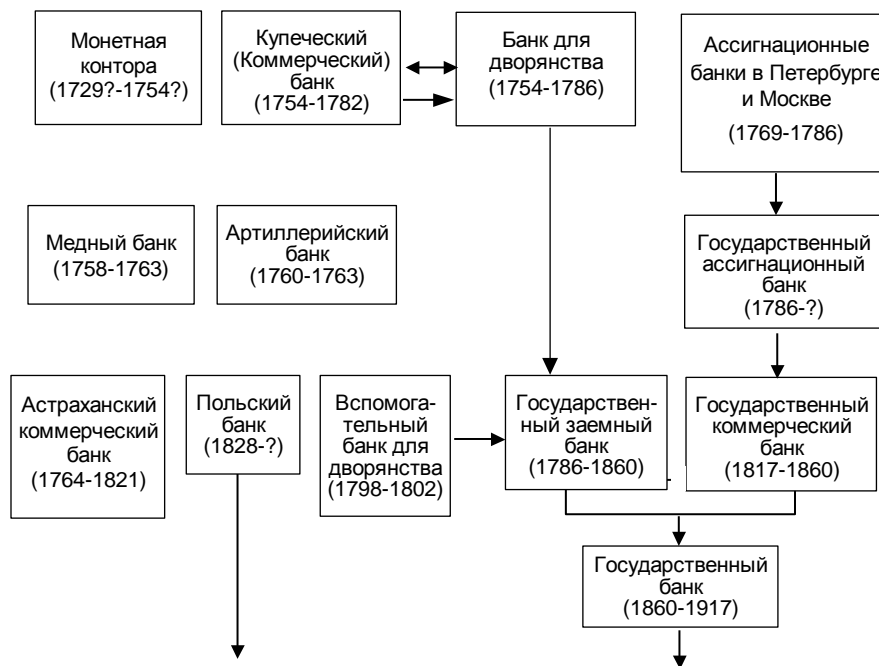 Монетная
контора
(1729?-1754?)
Купеческий
(Коммерческий)
банк
(1754-1782)
Банк для
дворянства
(1754-1786)
Ассигнационные
банки в Петербурге
и Москве
(1769-1786)
Медный банк
(1758-1763)
Артиллерийский
банк
(1760-1763)
Государственный
ассигнационный
банк
(1786-?)
Астраханский
коммерческий
банк
(1764-1821)
Польский
банк
(1828-?)
Вспомога-
тельный
банк для
дворянства
(1798-1802)
Государствен-
ный заемный
банк
(1786-1860)
Государственный
коммерческий
банк
(1817-1860)
Государственный
банк
(1860-1917)